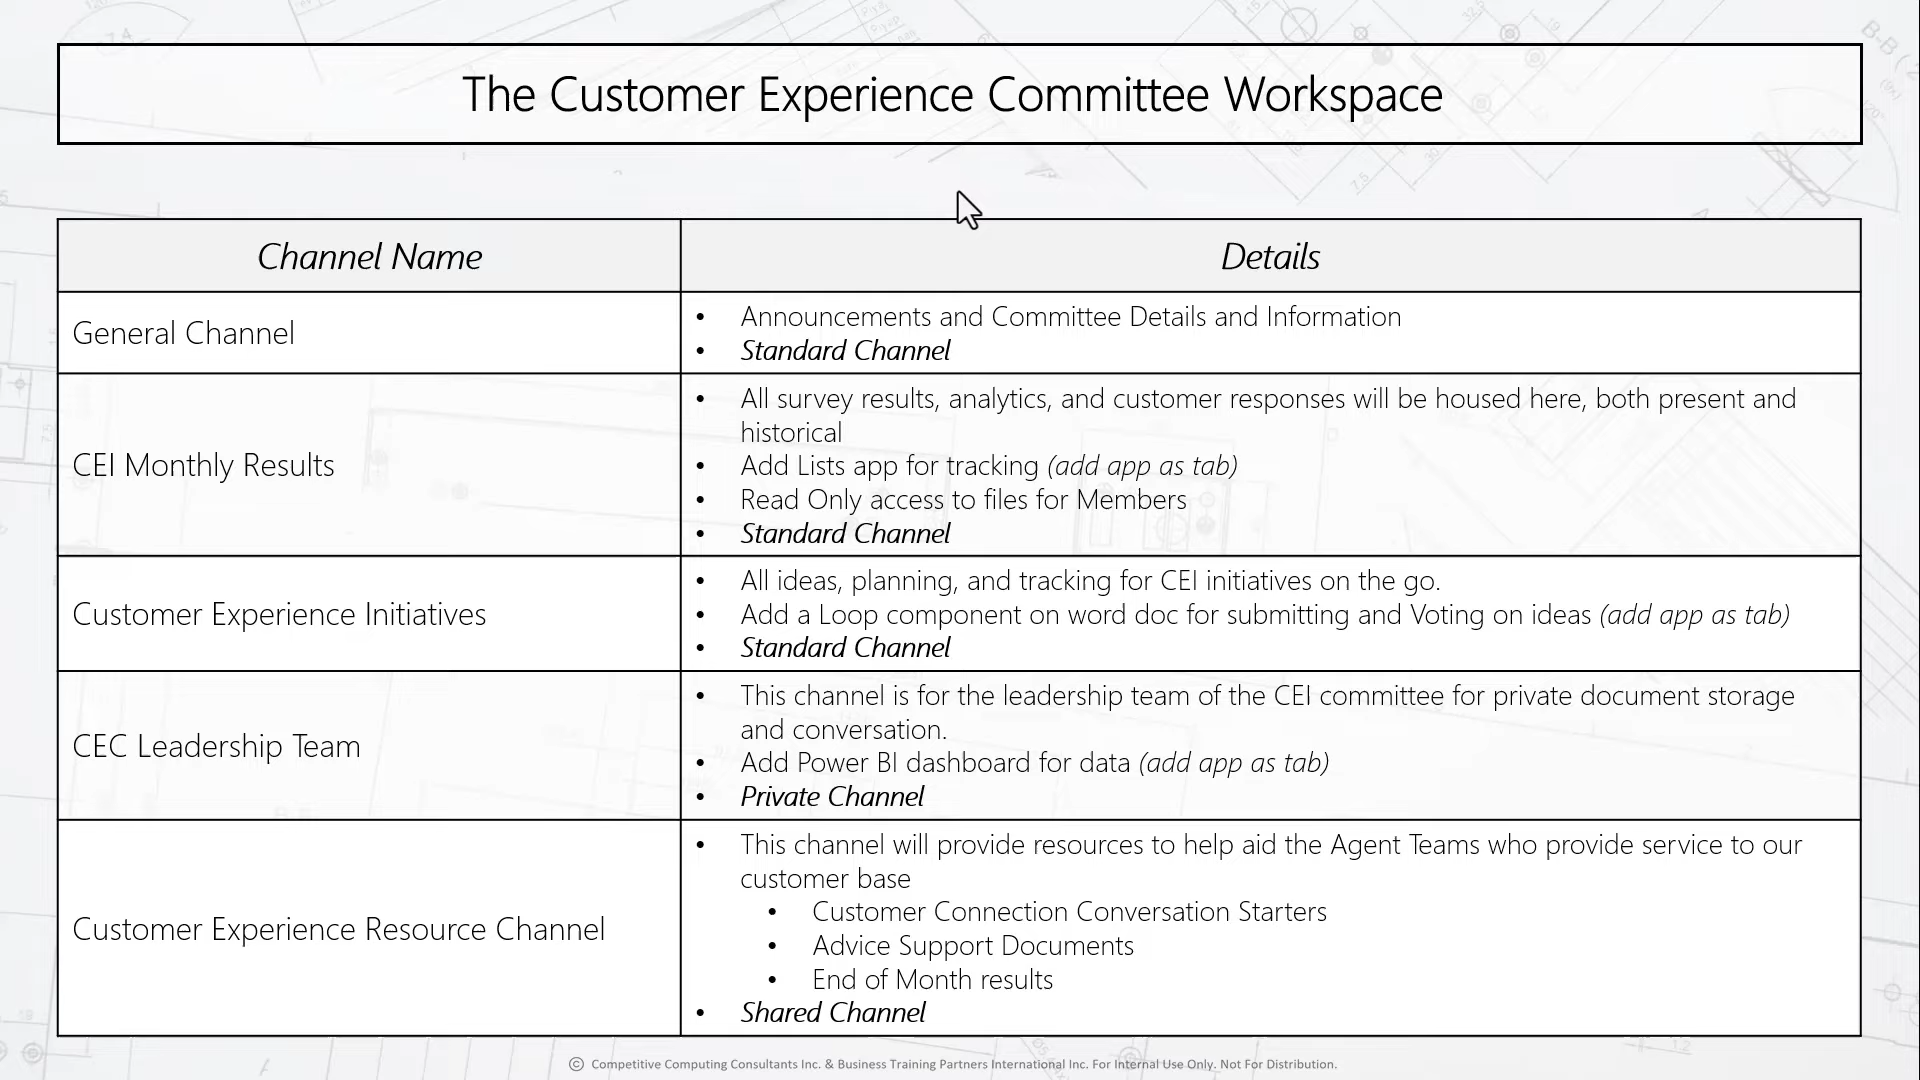 The Customer Experience Committee Workspace
Channel Name
Details
General Channel
• Announcements and Committee Details and Information
• Standard Channel
CEI Monthly Results
• All survey results, analytics, and customer responses will be housed here, both present and
historical
• Add Lists app for tracking (add app as tab)
• Read Only access to files for Members
• Standard Channel
Customer Experience Initiatives
• All ideas, planning, and tracking for CEI initiatives on the go.
• Add a Loop component on word doc for submitting and Voting on ideas (add app as tab)
• Standard Channel
CEC Leadership Team
• This channel is for the leadership team of the CEI committee for private document storage
and conversation.
• Add Power BI dashboard for data (add app as tab)
• Private Channel
Customer Experience Resource Channel
• This channel will provide resources to help aid the Agent Teams who provide service to our
customer base
• Customer Connection Conversation Starters
• Advice Support Documents
• End of Month results
• Shared Channel
© Competitive Computing Consultants Inc. & Business Training Partners International Inc. For Internal Use Only. Not For Distribution.